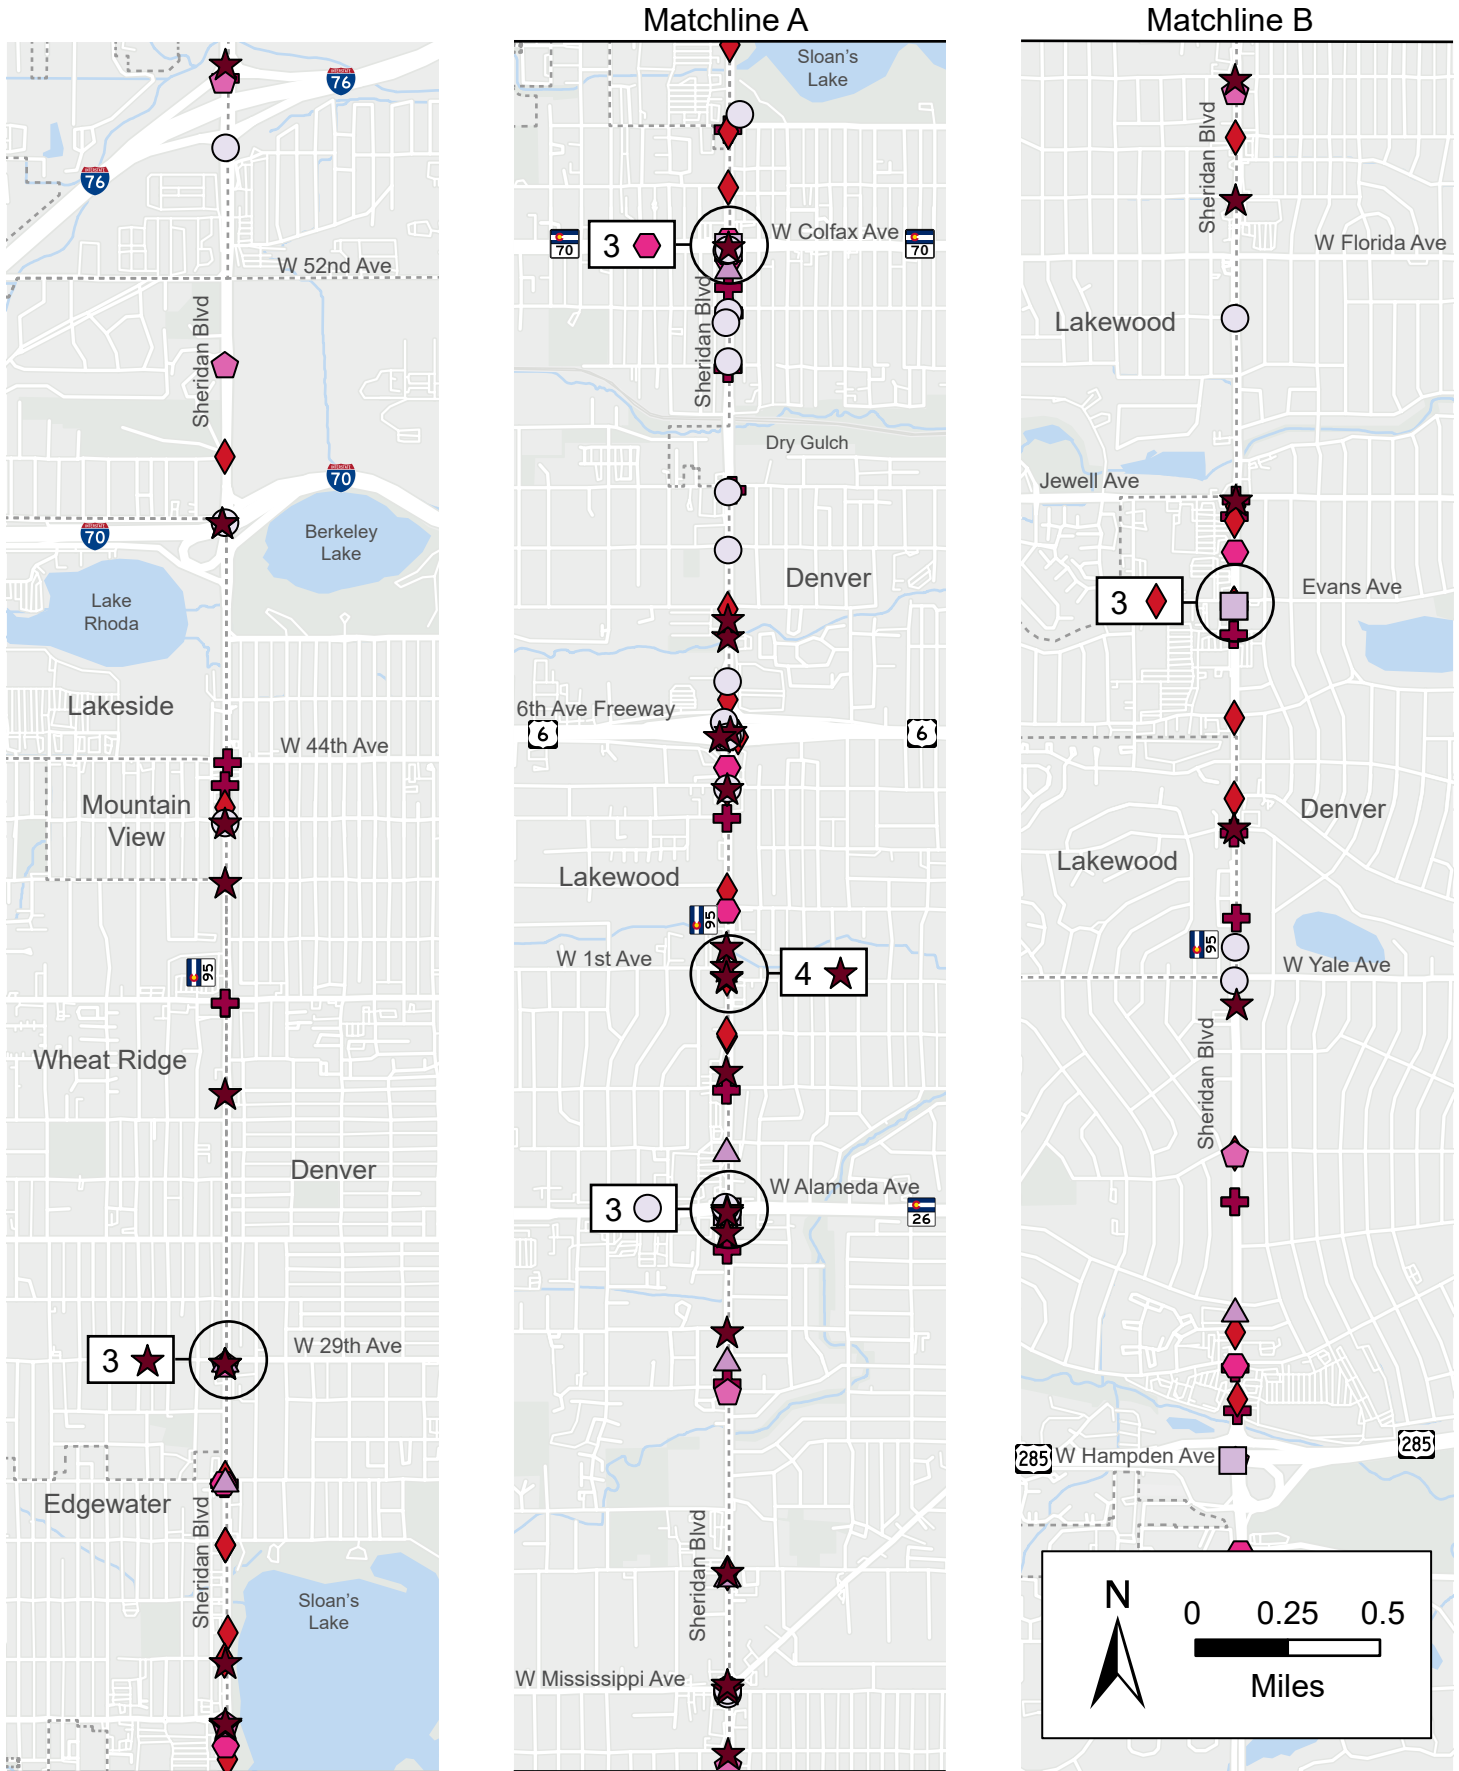 Matchline A
Matchline B
76
76
W 52nd Ave
Sheridan Blvd
70
70
Berkeley
Lake
Lake
Rhoda
Lakeside
W 44th Ave
Mountain
View
95
Wheat Ridge
Denver
3
W 29th Ave
Edgewater
Sheridan Blvd
Sloan's
Lake
Sloan's
Lake
70
3
W Colfax Ave
70
Sheridan Blvd
Dry Gulch
Denver
6th Ave Freeway
6
6
Lakewood
95
W 1st Ave
4
W Alameda Ave
3
26
Sheridan Blvd
W Mississippi Ave
Sheridan Blvd
W Florida Ave
Lakewood
Jewell Ave
3
Evans Ave
Denver
Lakewood
95
W Yale Ave
Sheridan Blvd
285
W Hampden Ave
285
N
0 0.25 0.5
Miles